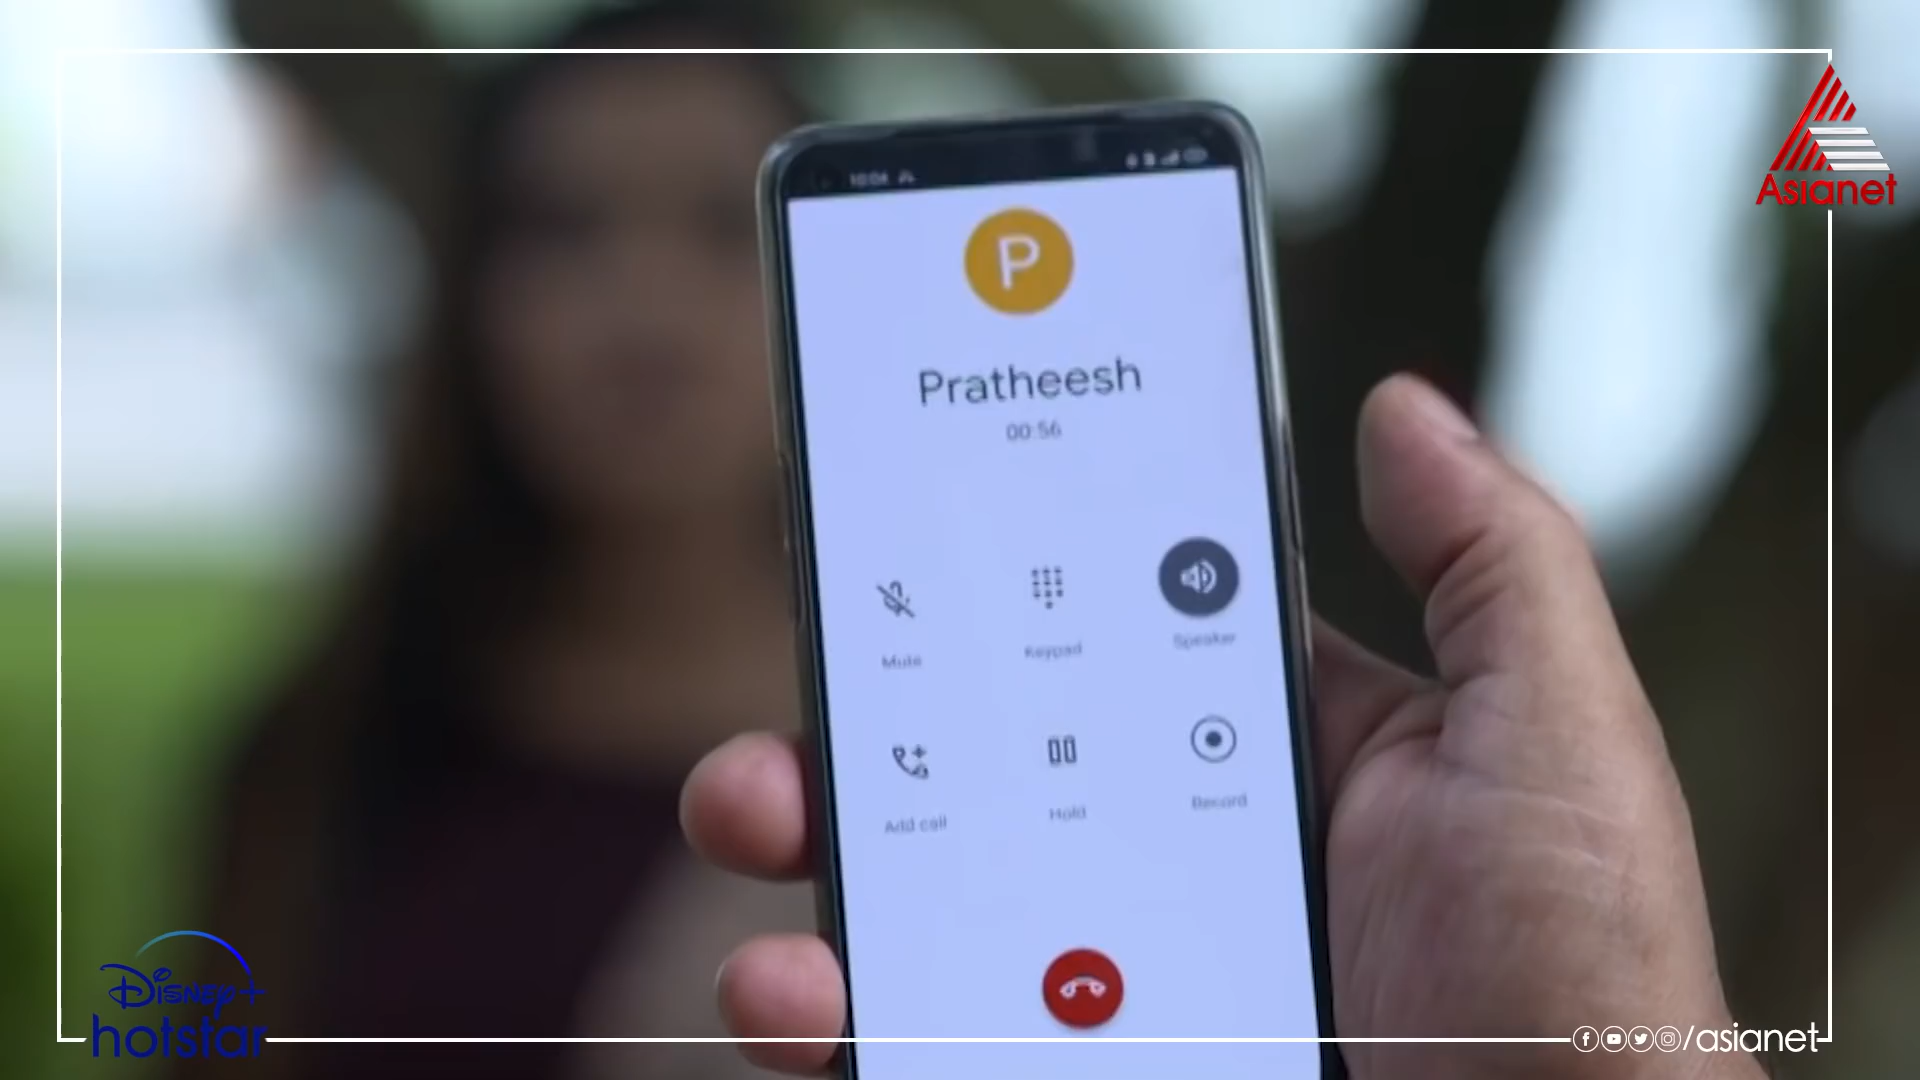 Asianet
P
Pratheesh
00:56
Mute
Keypad
Speaker
Add call
Hold
Record
Disney+
hotstar
/asianet